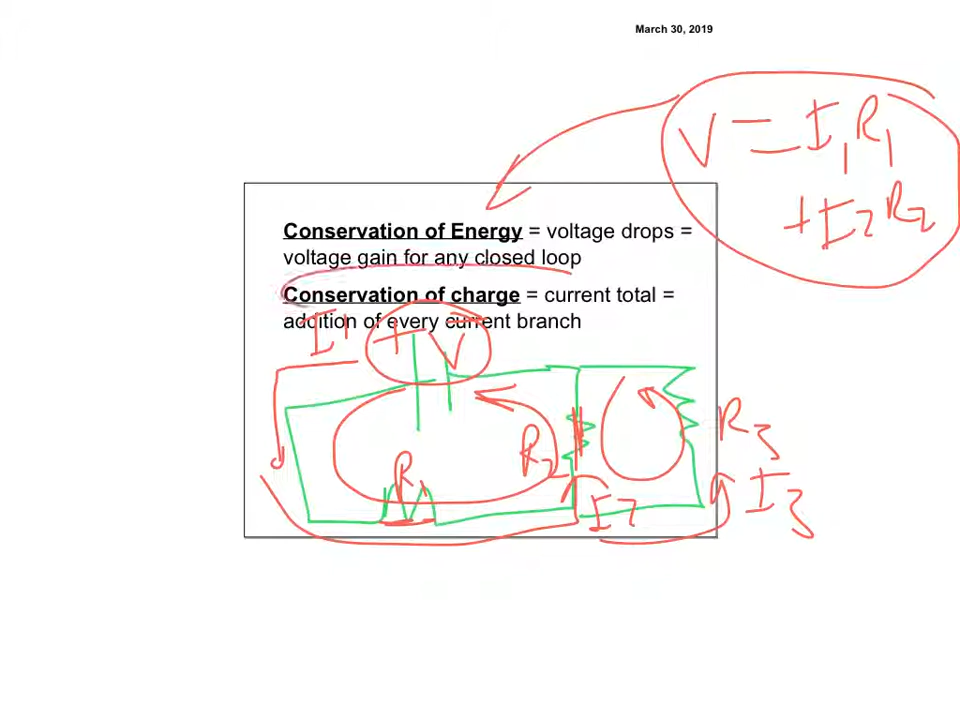 March 30, 2019
V = I1R1
+ I2R2
Conservation of Energy = voltage drops =
voltage gain for any closed loop
Conservation of charge = current total =
addition of every current branch
+ V
R3
R2
R1
I3
I2